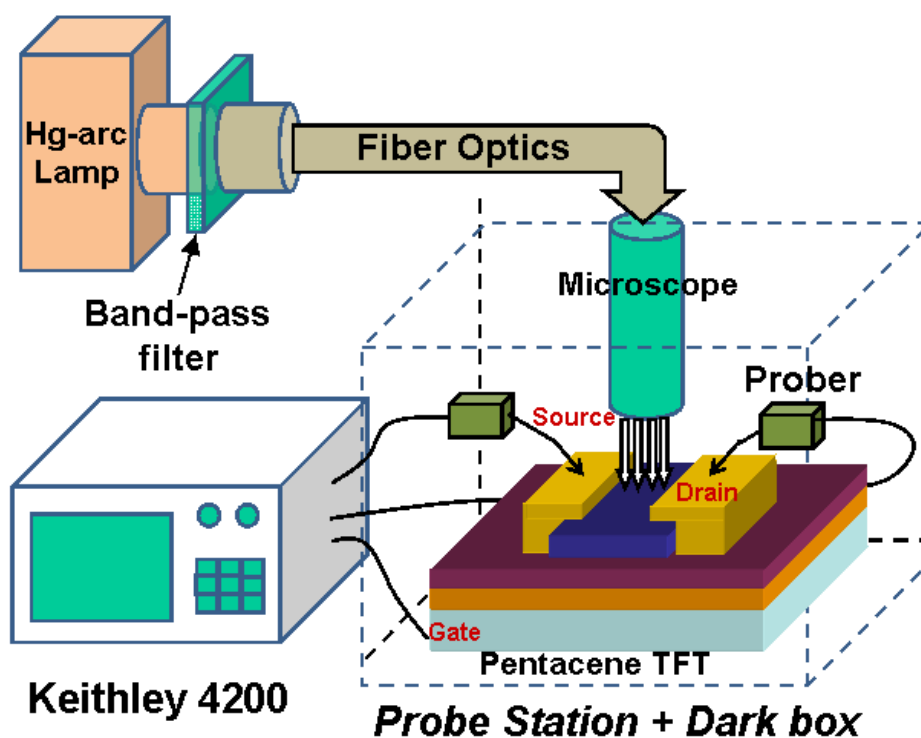 Hg-arc
Lamp
Fiber Optics
Microscope
Band-pass
filter
Prober
Source
Drain
Gate
Pentacene TFT
Keithley 4200
Probe Station + Dark box